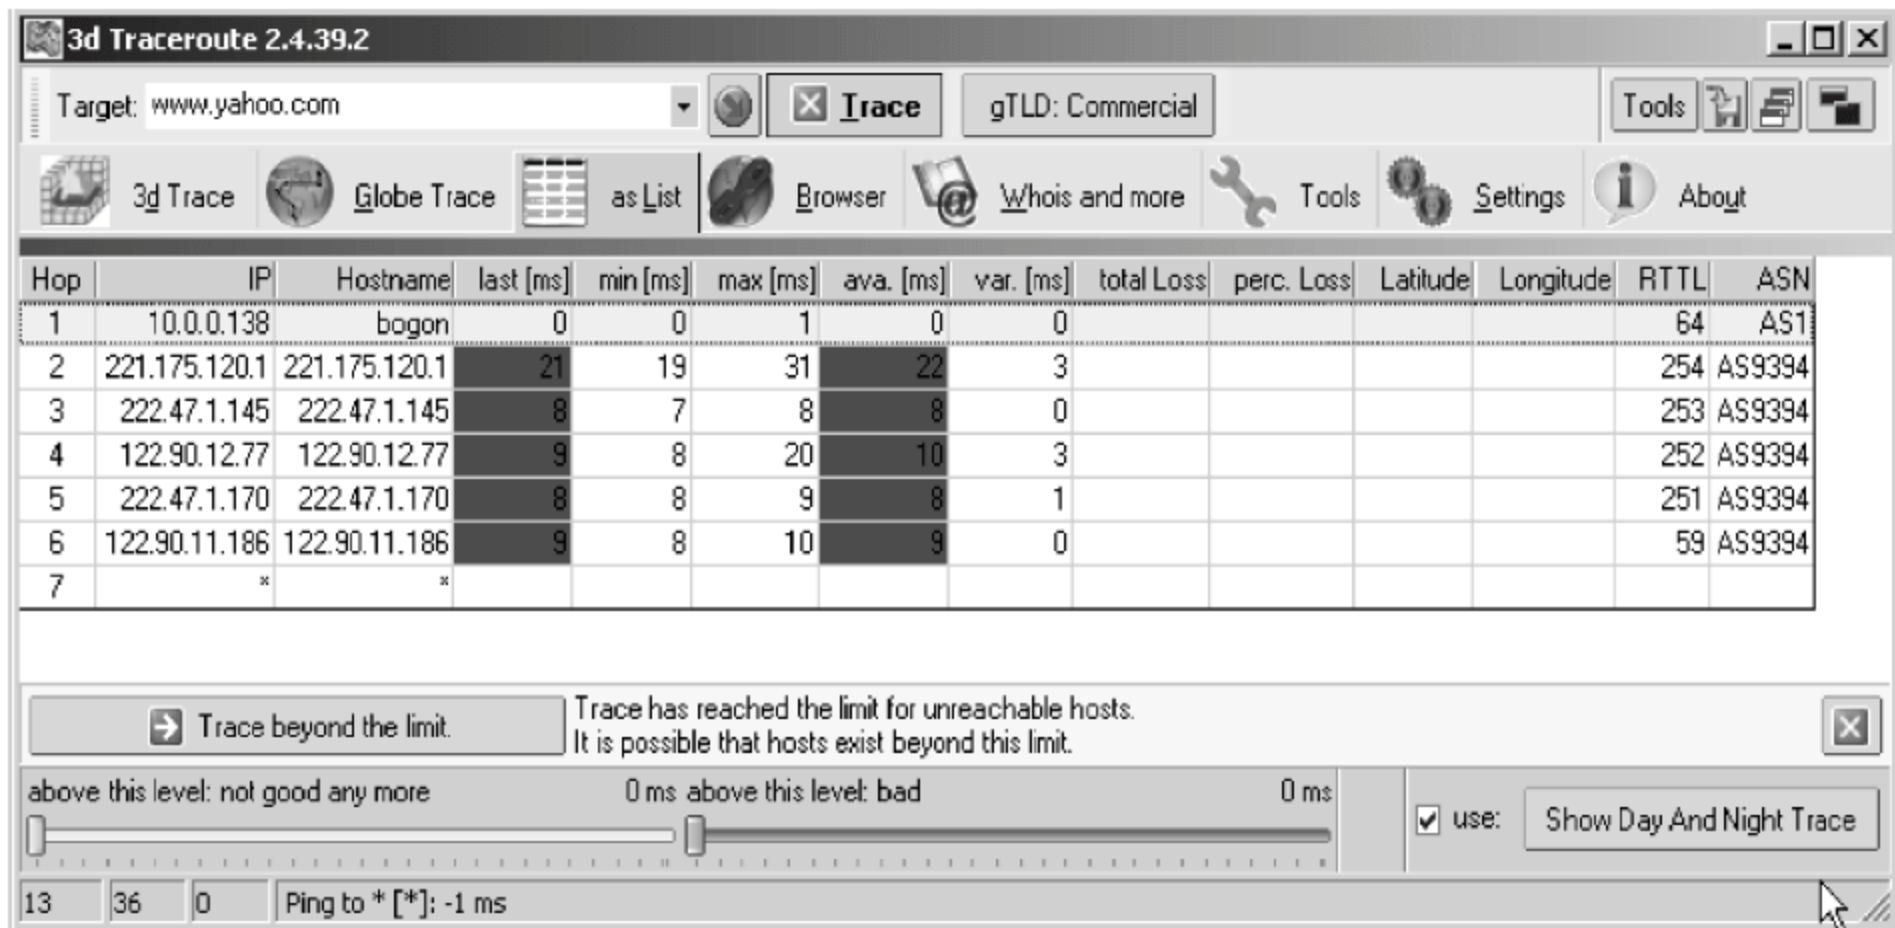 3d Traceroute 2.4.39.2
Target: www.yahoo.com Trace gTLD: Commercial Tools
3d Trace Globe Trace as List Browser Whois and more Tools Settings About
Hop IP Hostname last [ms] min [ms] max [ms] ava. [ms] var. [ms] total Loss perc. Loss Latitude Longitude RTTL ASN
1 10.0.0.138 bogon 0 0 1 0 0 64 AS1
2 221.175.120.1 221.175.120.1 21 19 31 22 3 254 AS9394
3 222.47.1.145 222.47.1.145 8 7 8 8 0 253 AS9394
4 122.90.12.77 122.90.12.77 9 8 20 10 3 252 AS9394
5 222.47.1.170 222.47.1.170 8 8 9 8 1 251 AS9394
6 122.90.11.186 122.90.11.186 9 8 10 9 0 59 AS9394
7 * *
Trace beyond the limit. Trace has reached the limit for unreachable hosts.
It is possible that hosts exist beyond this limit.
above this level: not good any more 0 ms above this level: bad 0 ms
use: Show Day And Night Trace
13 36 0 Ping to * [*]: -1 ms